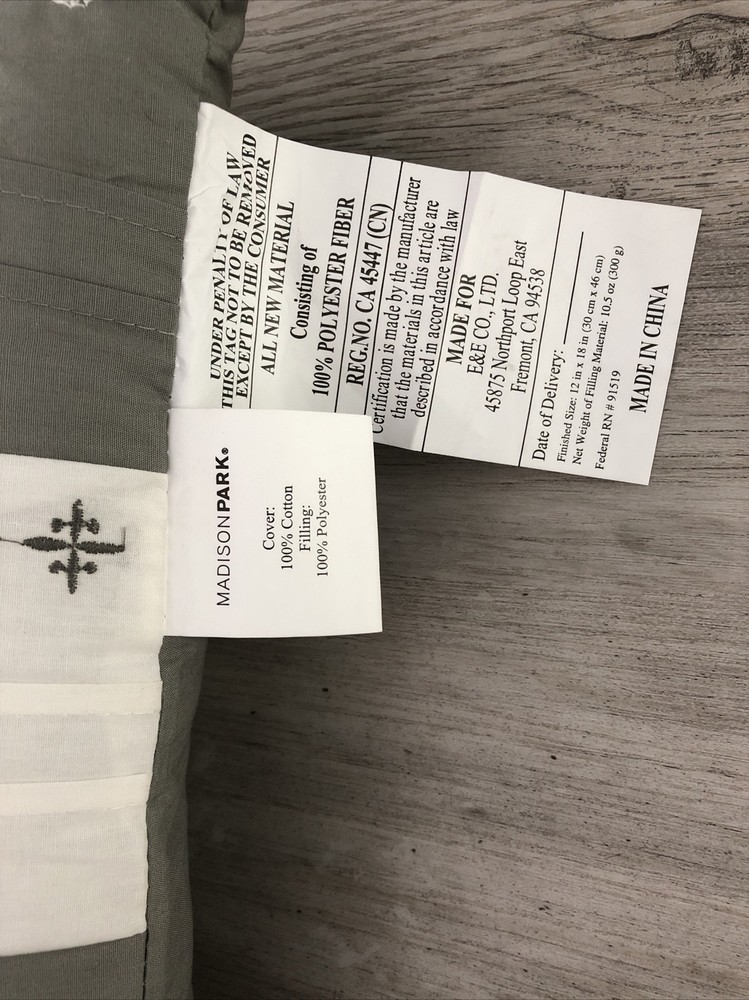 UNDER PENALTY OF LAW
THIS TAG NOT TO BE REMOVED
EXCEPT BY THE CONSUMER
ALL NEW MATERIAL
Consisting of
100% POLYESTER FIBER
REG.NO. CA 45447 (CN)
Certification is made by the manufacturer
that the materials in this article are
described in accordance with law
MADE FOR
E&E CO., LTD.
45875 Northport Loop East
Fremont, CA 94538
Date of Delivery:
Finished Size: 12 in x 18 in (30 cm x 46 cm)
Net Weight of Filling Material: 10.5 oz (300 g)
Federal RN # 91519
MADE IN CHINA
MADISONPARK®
Cover:
100% Cotton
Filling:
100% Polyester